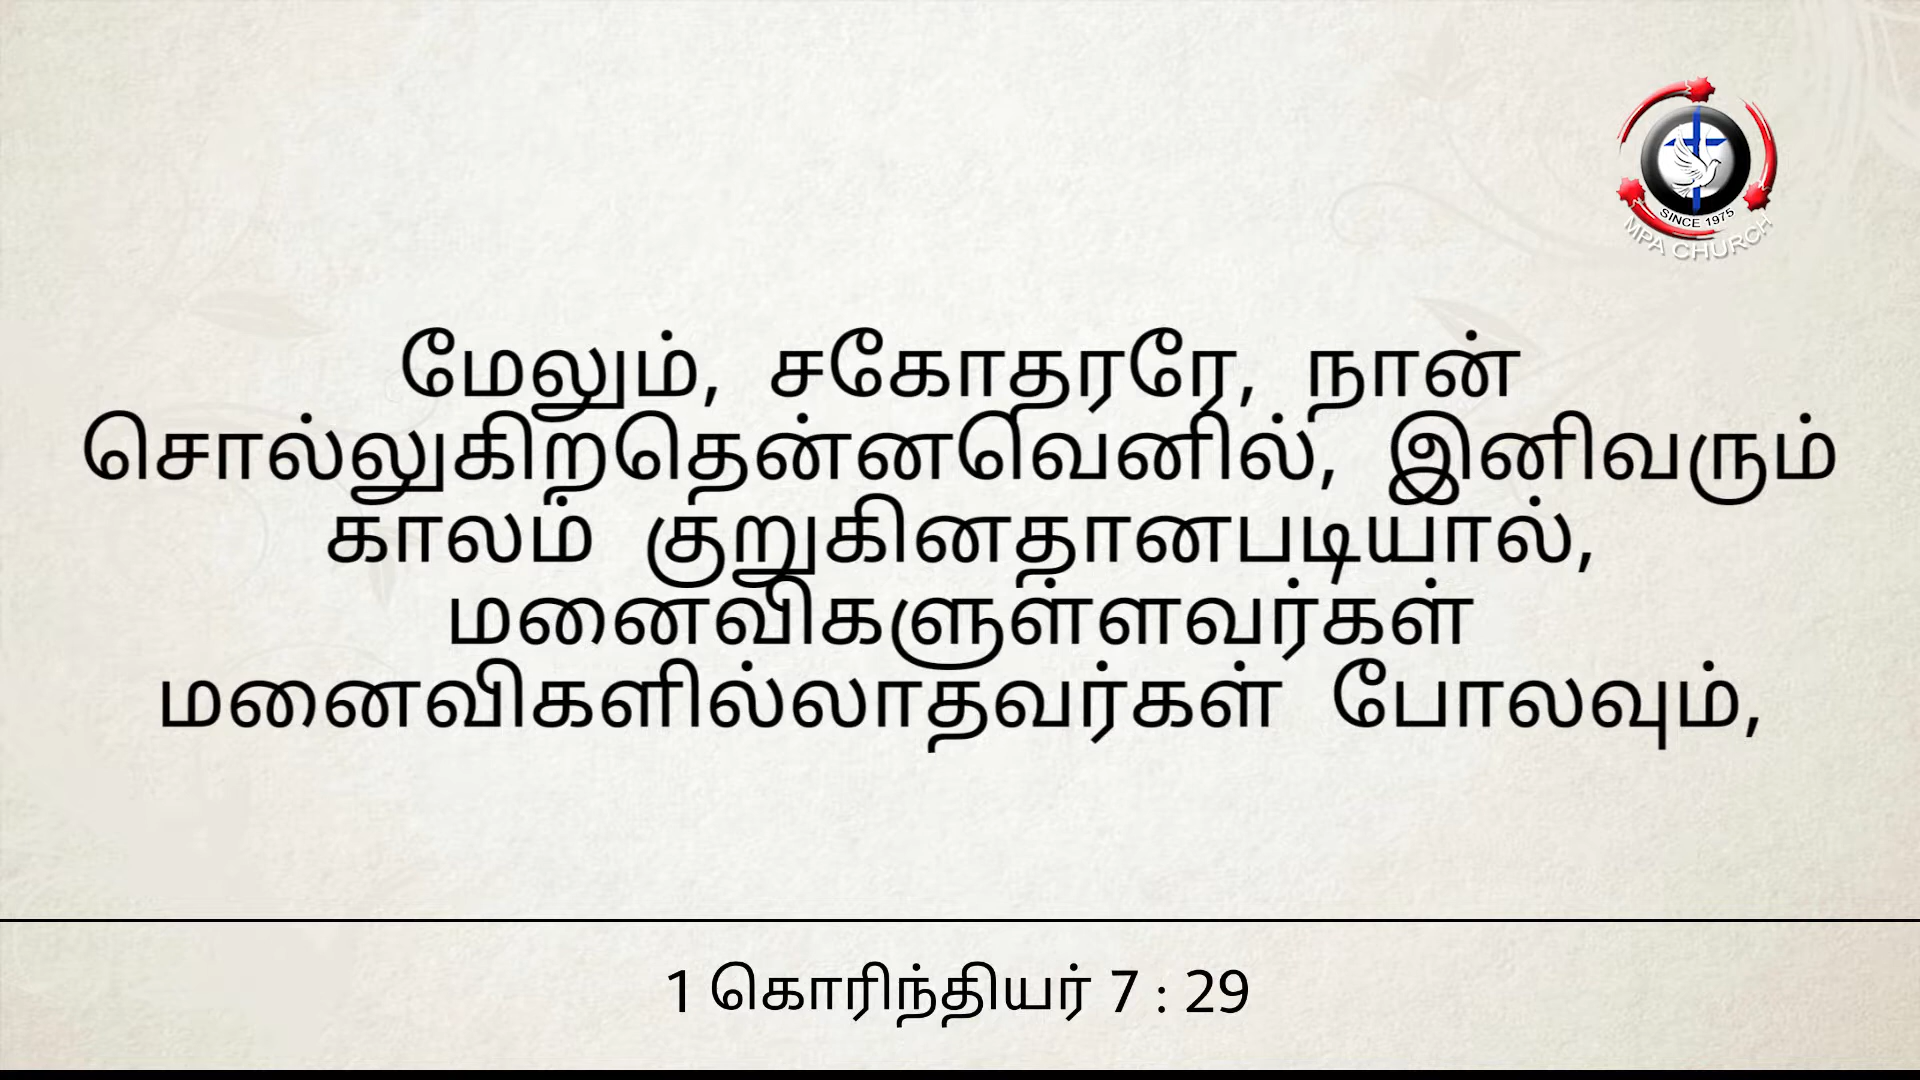 SINCE 1975
MPA CHURCH
மேலும், சகோதரரே, நான்
சொல்லுகிறதென்னவெனில், இனிவரும்
காலம் குறுகினதானபடியால்,
மனைவிகளுள்ளவர்கள்
மனைவிகளில்லாதவர்கள் போலவும்,
1 கொரிந்தியர் 7 : 29